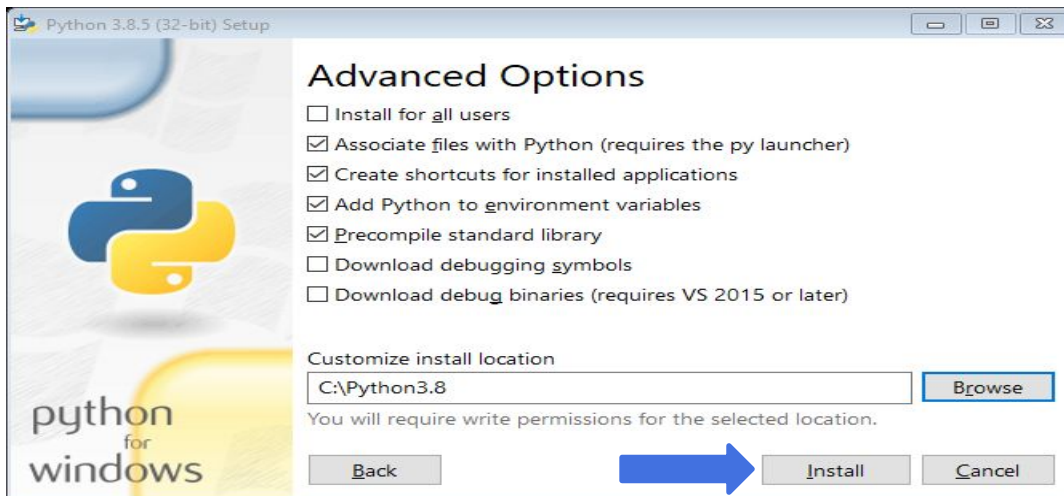 Python 3.8.5 (32-bit) Setup
Advanced Options
Install for all users
Associate files with Python (requires the py launcher)
Create shortcuts for installed applications
Add Python to environment variables
Precompile standard library
Download debugging symbols
Download debug binaries (requires VS 2015 or later)
Customize install location
C:\Python3.8
Browse
You will require write permissions for the selected location.
python
for
windows
Back
Install
Cancel